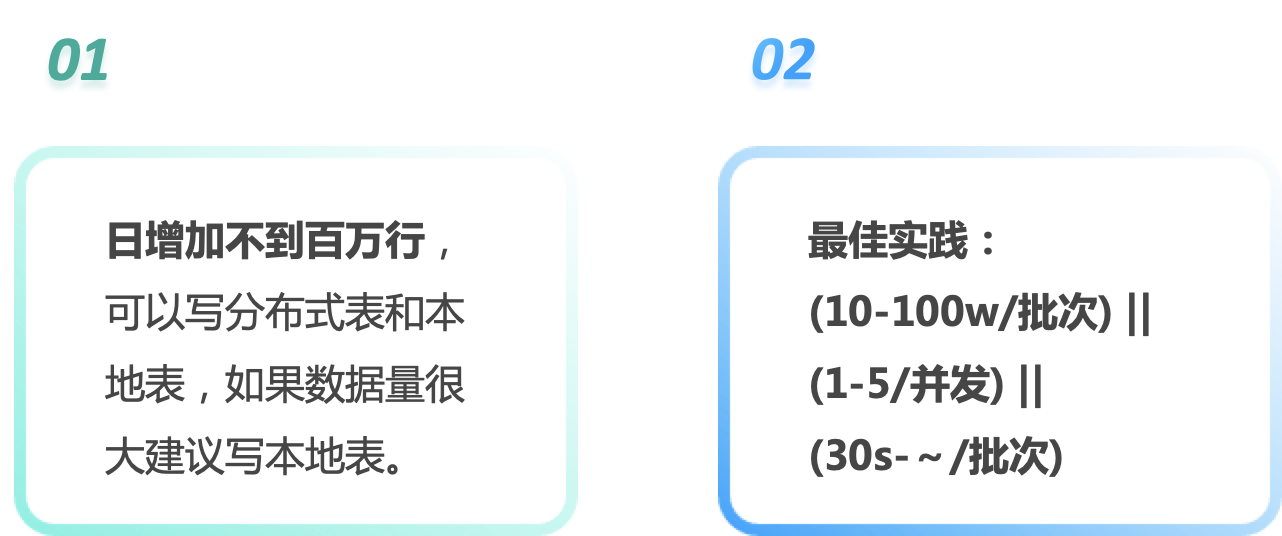 01
日增加不到百万行，
可以写分布式表和本
地表，如果数据量很
大建议写本地表。
02
最佳实践：
(10-100w/批次) ||
(1-5/并发) ||
(30s-～/批次)